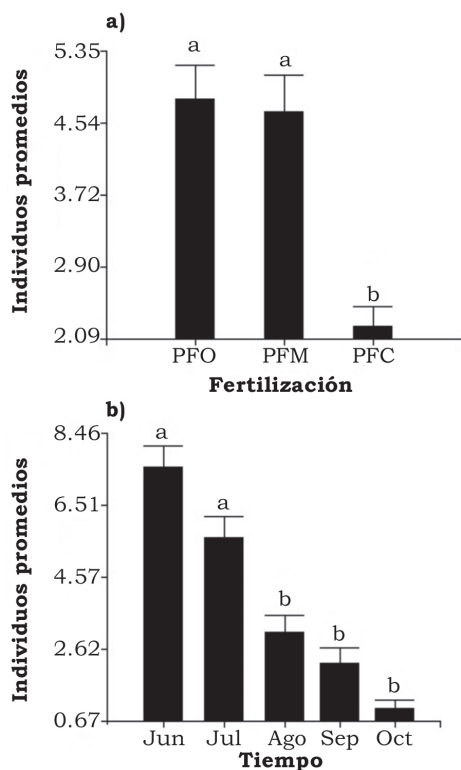 a)
5.35
4.54
3.72
2.90
2.09
Individuos promedios
a
a
b
PFO PFM PFC
Fertilización
b)
8.46
6.51
4.57
2.62
0.67
Individuos promedios
a
a
b
b
b
Jun Jul Ago Sep Oct
Tiempo